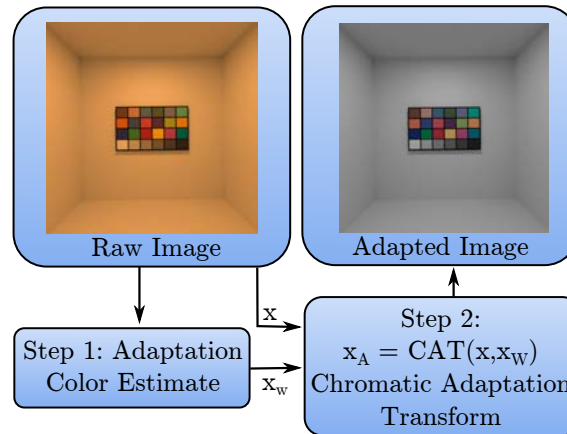 Raw Image
Adapted Image
x
Step 1: Adaptation
Color Estimate
x_w
Step 2:
x_A = CAT(x,x_W)
Chromatic Adaptation
Transform